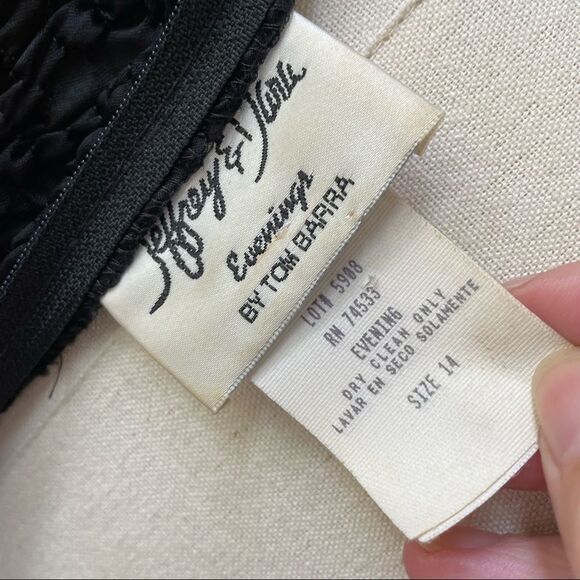 Jeffrey & Dara
Evenings
BY TOM BARRA
LOT# 5908
RN 74533
EVENING
DRY CLEAN ONLY
LAVAR EN SECO SOLAMENTE
SIZE 14